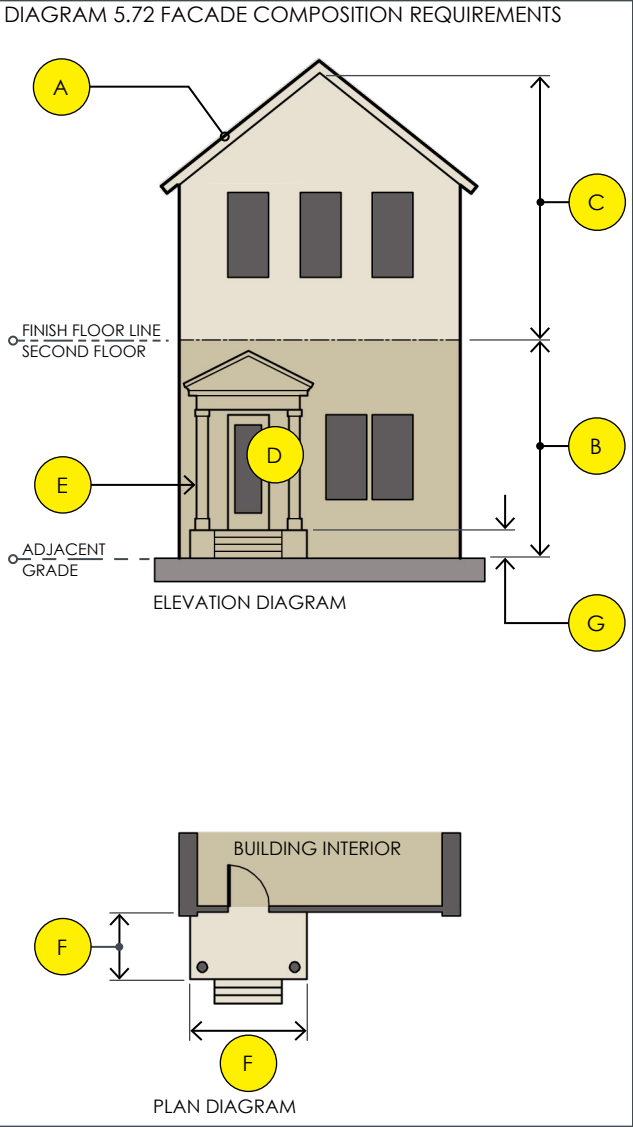 DIAGRAM 5.72 FACADE COMPOSITION REQUIREMENTS
A
C
FINISH FLOOR LINE
SECOND FLOOR
B
D
E
ADJACENT
GRADE
ELEVATION DIAGRAM
G
BUILDING INTERIOR
F
F
PLAN DIAGRAM